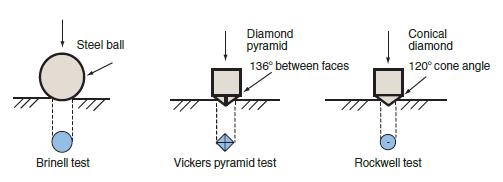 Steel ball
Diamond
pyramid
136° between faces
Conical
diamond
120° cone angle
Brinell test
Vickers pyramid test
Rockwell test